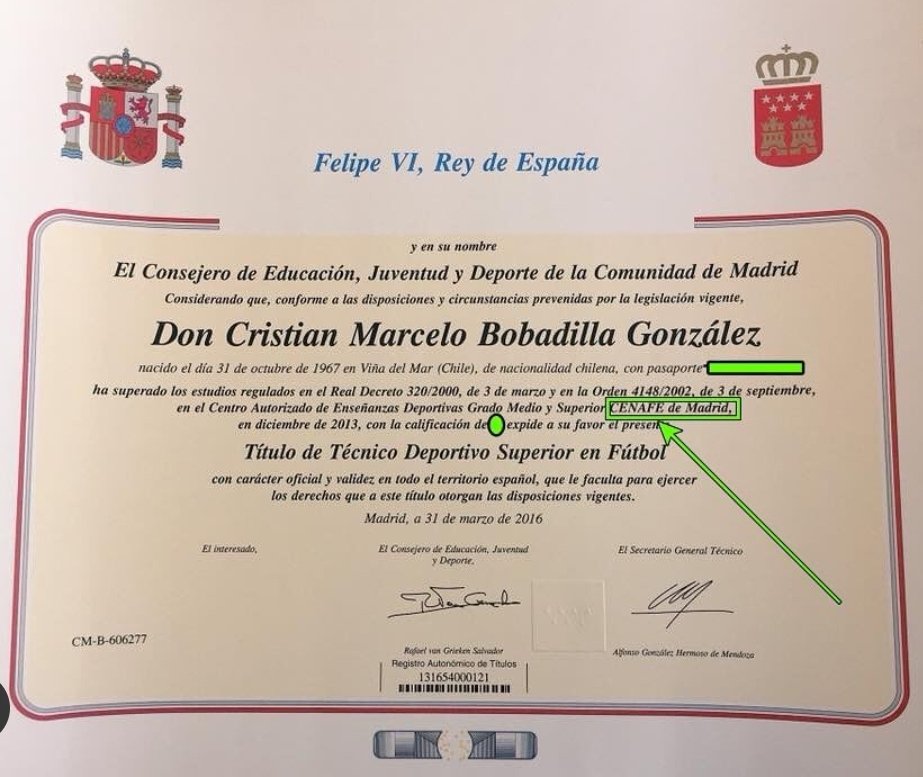 Felipe VI, Rey de España
y en su nombre
El Consejero de Educación, Juventud y Deporte de la Comunidad de Madrid
Considerando que, conforme a las disposiciones y circunstancias prevenidas por la legislación vigente,
Don Cristian Marcelo Bobadilla González
nacido el día 31 de octubre de 1967 en Viña del Mar (Chile), de nacionalidad chilena, con pasaporte
ha superado los estudios regulados en el Real Decreto 320/2000, de 3 de marzo y en la Orden 4148/2002, de 3 de septiembre,
en el Centro Autorizado de Enseñanzas Deportivas Grado Medio y Superior CENAFE de Madrid,
en diciembre de 2013, con la calificación de expide a su favor el presen
Título de Técnico Deportivo Superior en Fútbol
con carácter oficial y validez en todo el territorio español, que le faculta para ejercer
los derechos que a este título otorgan las disposiciones vigentes.
Madrid, a 31 de marzo de 2016
El interesado,
El Consejero de Educación, Juventud
y Deporte,
El Secretario General Técnico
CM-B-606277
Rafael van Grieken Salvador
Alfonso González Hermoso de Mendoza
Registro Autonómico de Títulos
131654000121